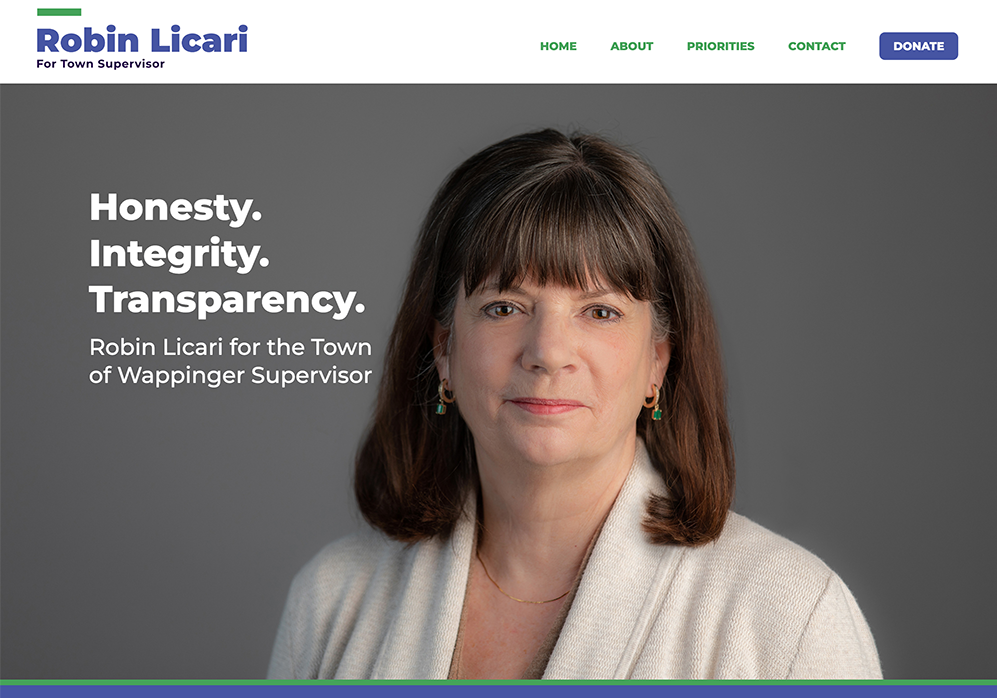 Robin Licari
For Town Supervisor
HOME ABOUT PRIORITIES CONTACT DONATE
Honesty.
Integrity.
Transparency.
Robin Licari for the Town
of Wappinger Supervisor